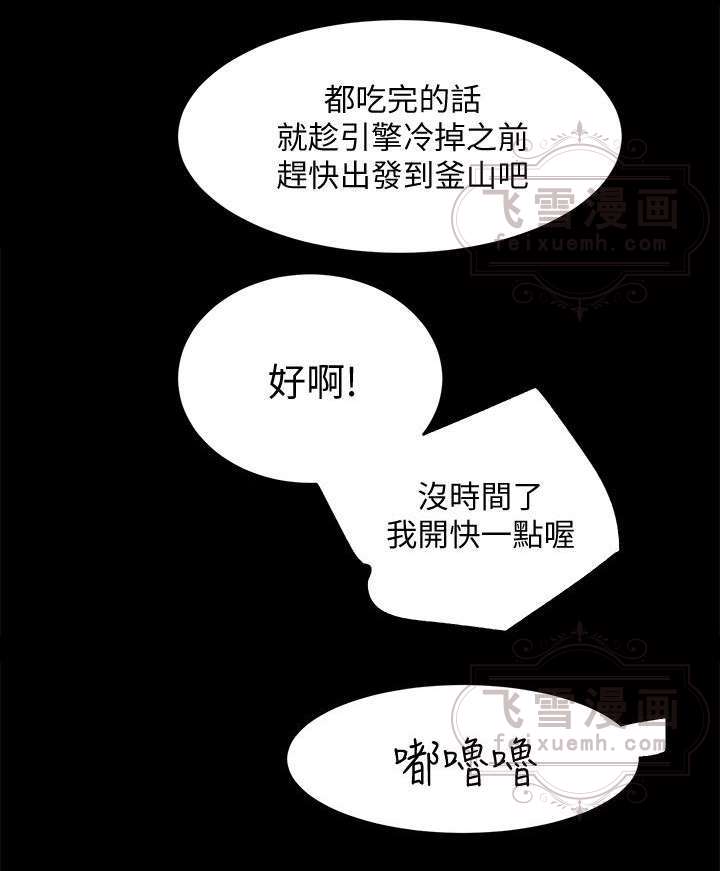 都吃完的話
就趁引擎冷掉之前
趕快出發到釜山吧
飞雪漫画
feixuemh.com
好啊!
沒時間了
我開快一點喔
飞雪漫画
feixuemh.com
嘟嚕嚕